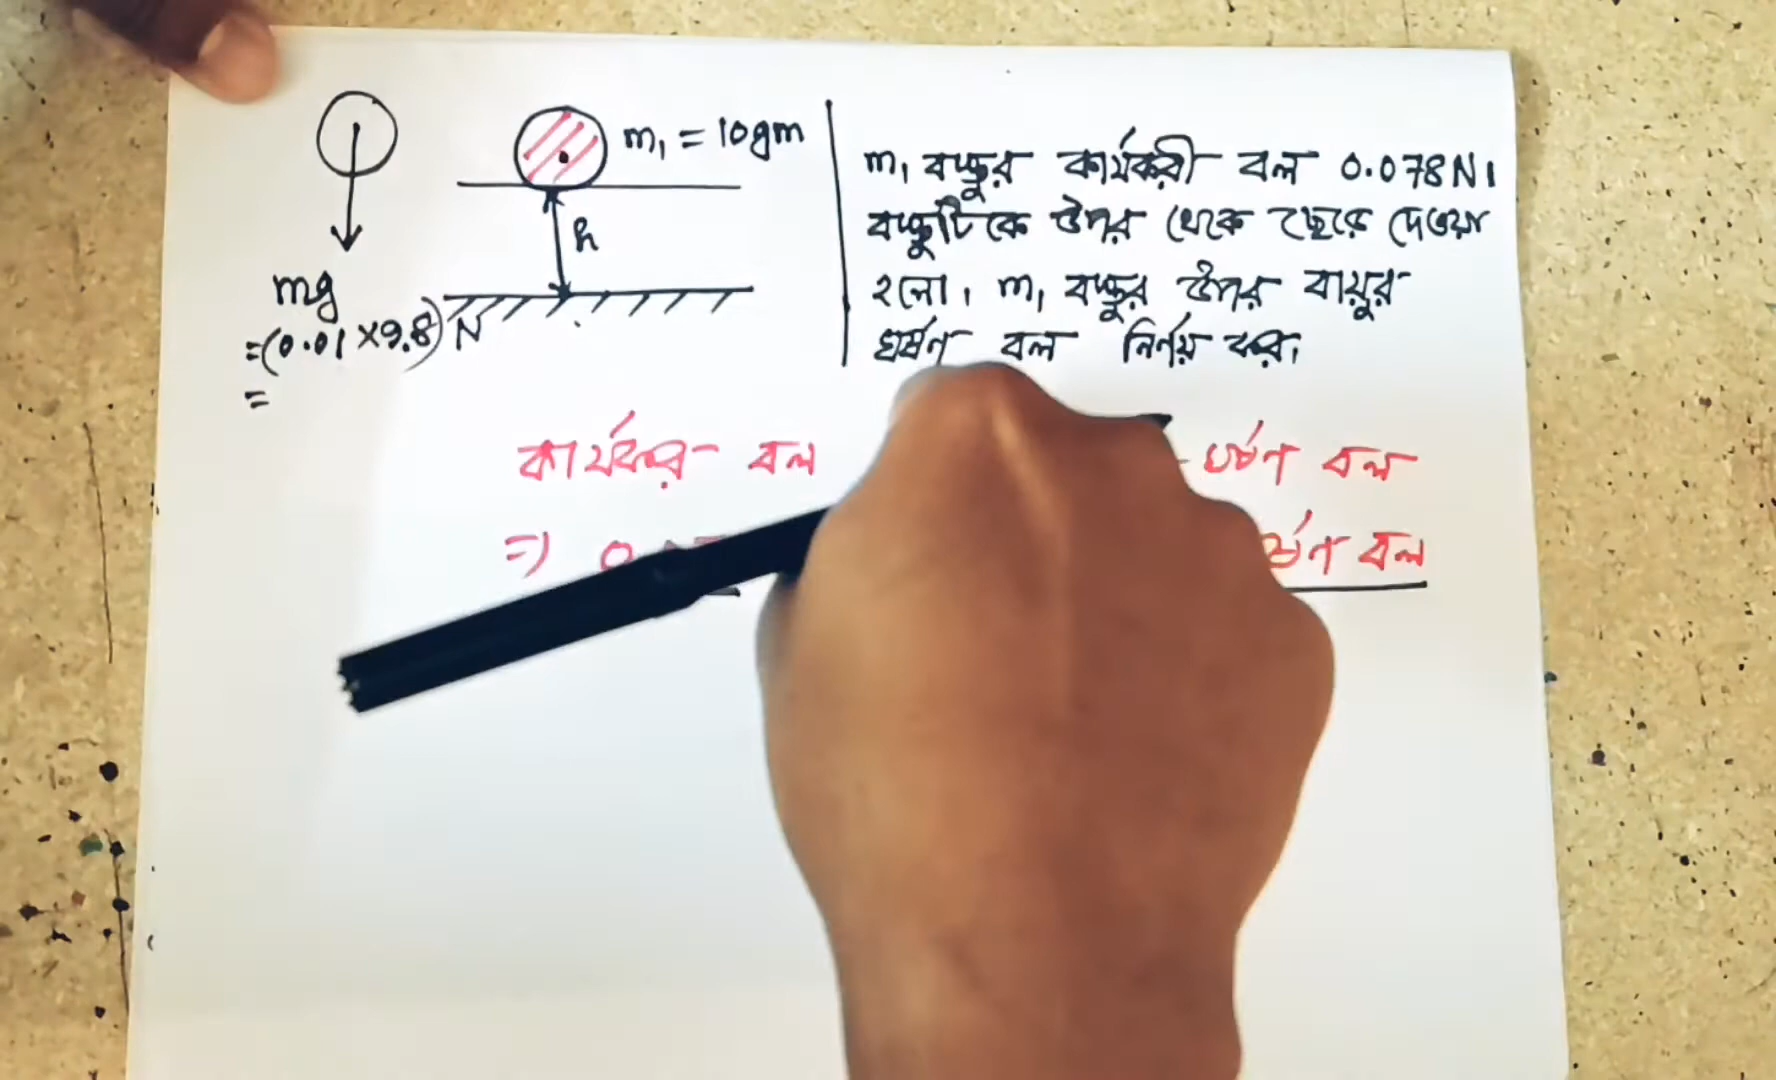 m₁ = 10gm
h
mg
=(0.01×9.8)N
=
m₁ বস্তুর কার্যকরী বল 0.078N।
বস্তুটিকে উপর থেকে ছেরে দেওয়া
হলো। m₁ বস্তুর উপর বায়ুর
ঘর্ষণ বল নির্ণয় কর।
কার্যকর বল - ঘর্ষণ বল
=) বল